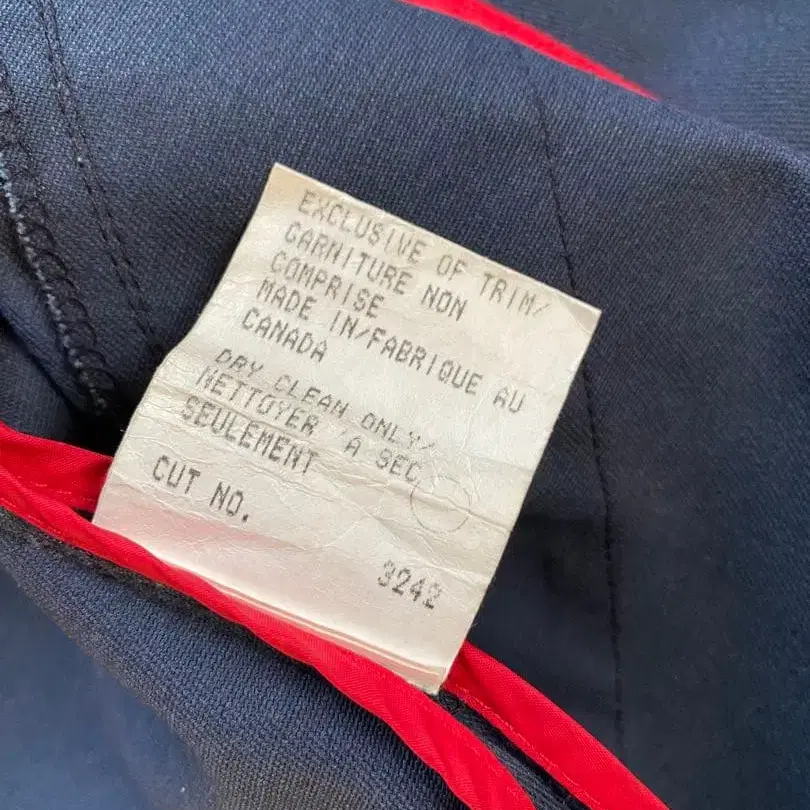 EXCLUSIVE OF TRIM/
GARNITURE NON
COMPRISE
MADE IN/FABRIQUE AU
CANADA
DRY CLEAN ONLY/
NETTOYER 'A SEC
SEULEMENT
CUT NO.
3242